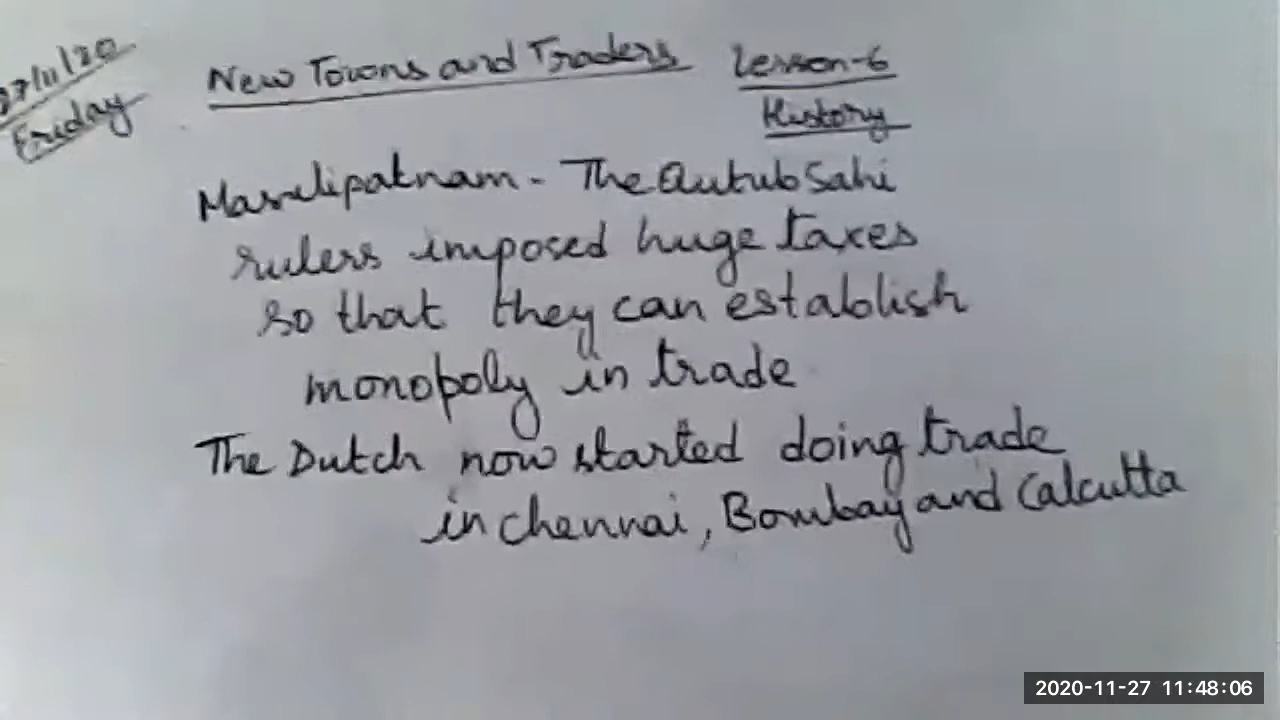 27/11/20
Friday
New Towns and Traders Lesson-6
History
Masulipatnam - The Qutub Sahi
rulers imposed huge taxes
so that they can establish
monopoly in trade
The Dutch now started doing trade
in chennai, Bombay and Calcutta
2020-11-27 11:48:06